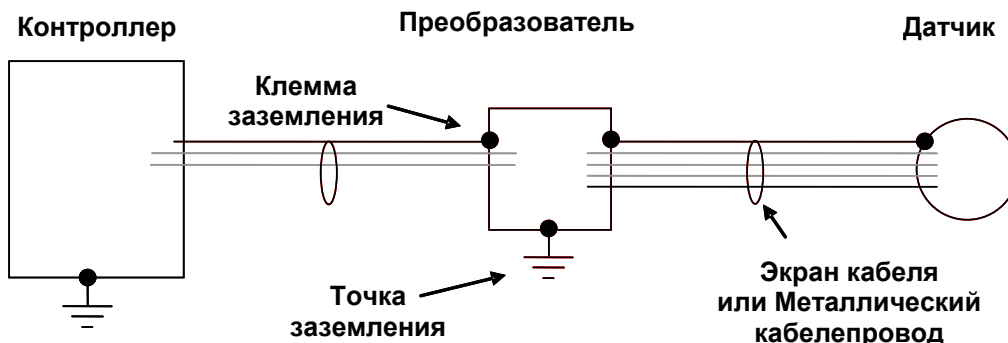 Контроллер
Преобразователь
Датчик
Клемма
заземления
Точка
заземления
Экран кабеля
или Металлический
кабелепровод